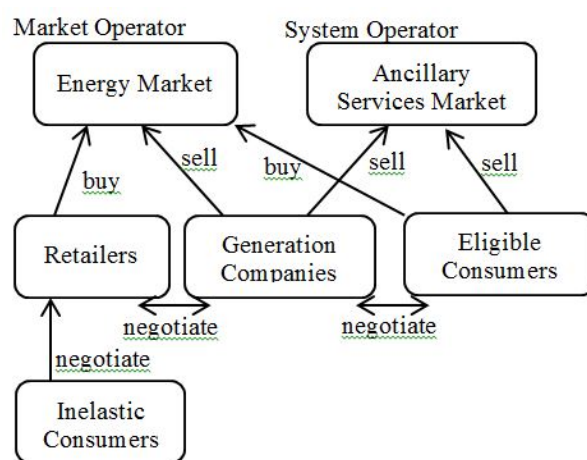 Market Operator
System Operator
Energy Market
Ancillary
Services Market
buy
sell
buy
sell
sell
Retailers
Generation
Companies
Eligible
Consumers
negotiate
negotiate
negotiate
Inelastic
Consumers